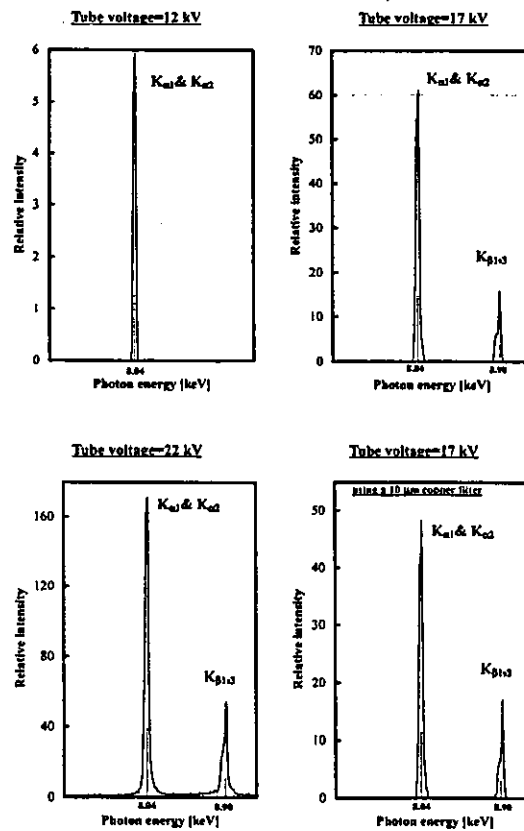 Tube voltage=12 kV
6
5
4
3
2
1
0
Kα1 & Kα2
Relative intensity
8.04
Photon energy [keV]
Tube voltage=17 kV
70
60
50
40
30
20
10
0
Kα1 & Kα2
Kβ1,3
Relative intensity
8.04
8.90
Photon energy [keV]
Tube voltage=22 kV
160
120
80
40
0
Kα1 & Kα2
Kβ1,3
Relative intensity
8.04
8.90
Photon energy [keV]
Tube voltage=17 kV
using a 10 μm copper filter
50
40
30
20
10
0
Kα1 & Kα2
Kβ1,3
Relative intensity
8.04
8.90
Photon energy [keV]